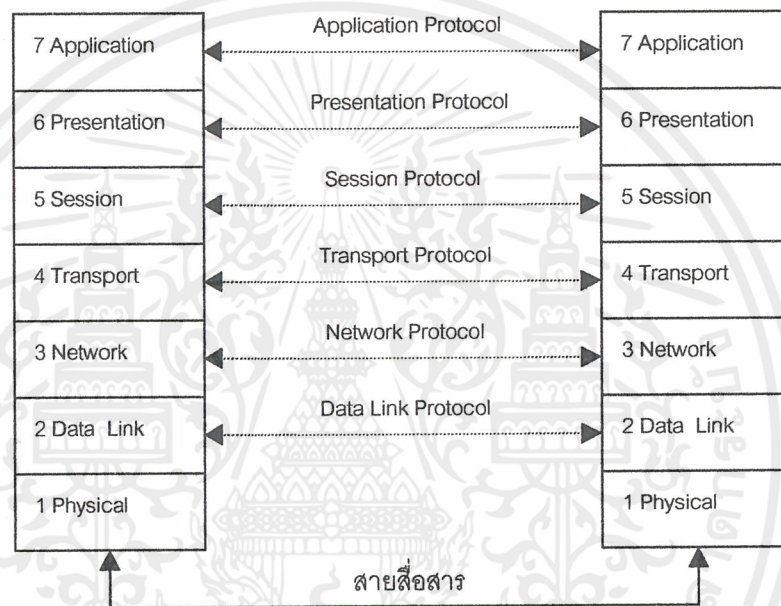 Application Protocol
7 Application
7 Application
Presentation Protocol
6 Presentation
6 Presentation
Session Protocol
5 Session
5 Session
Transport Protocol
4 Transport
4 Transport
Network Protocol
3 Network
3 Network
Data Link Protocol
2 Data Link
2 Data Link
1 Physical
1 Physical
สายสื่อสาร